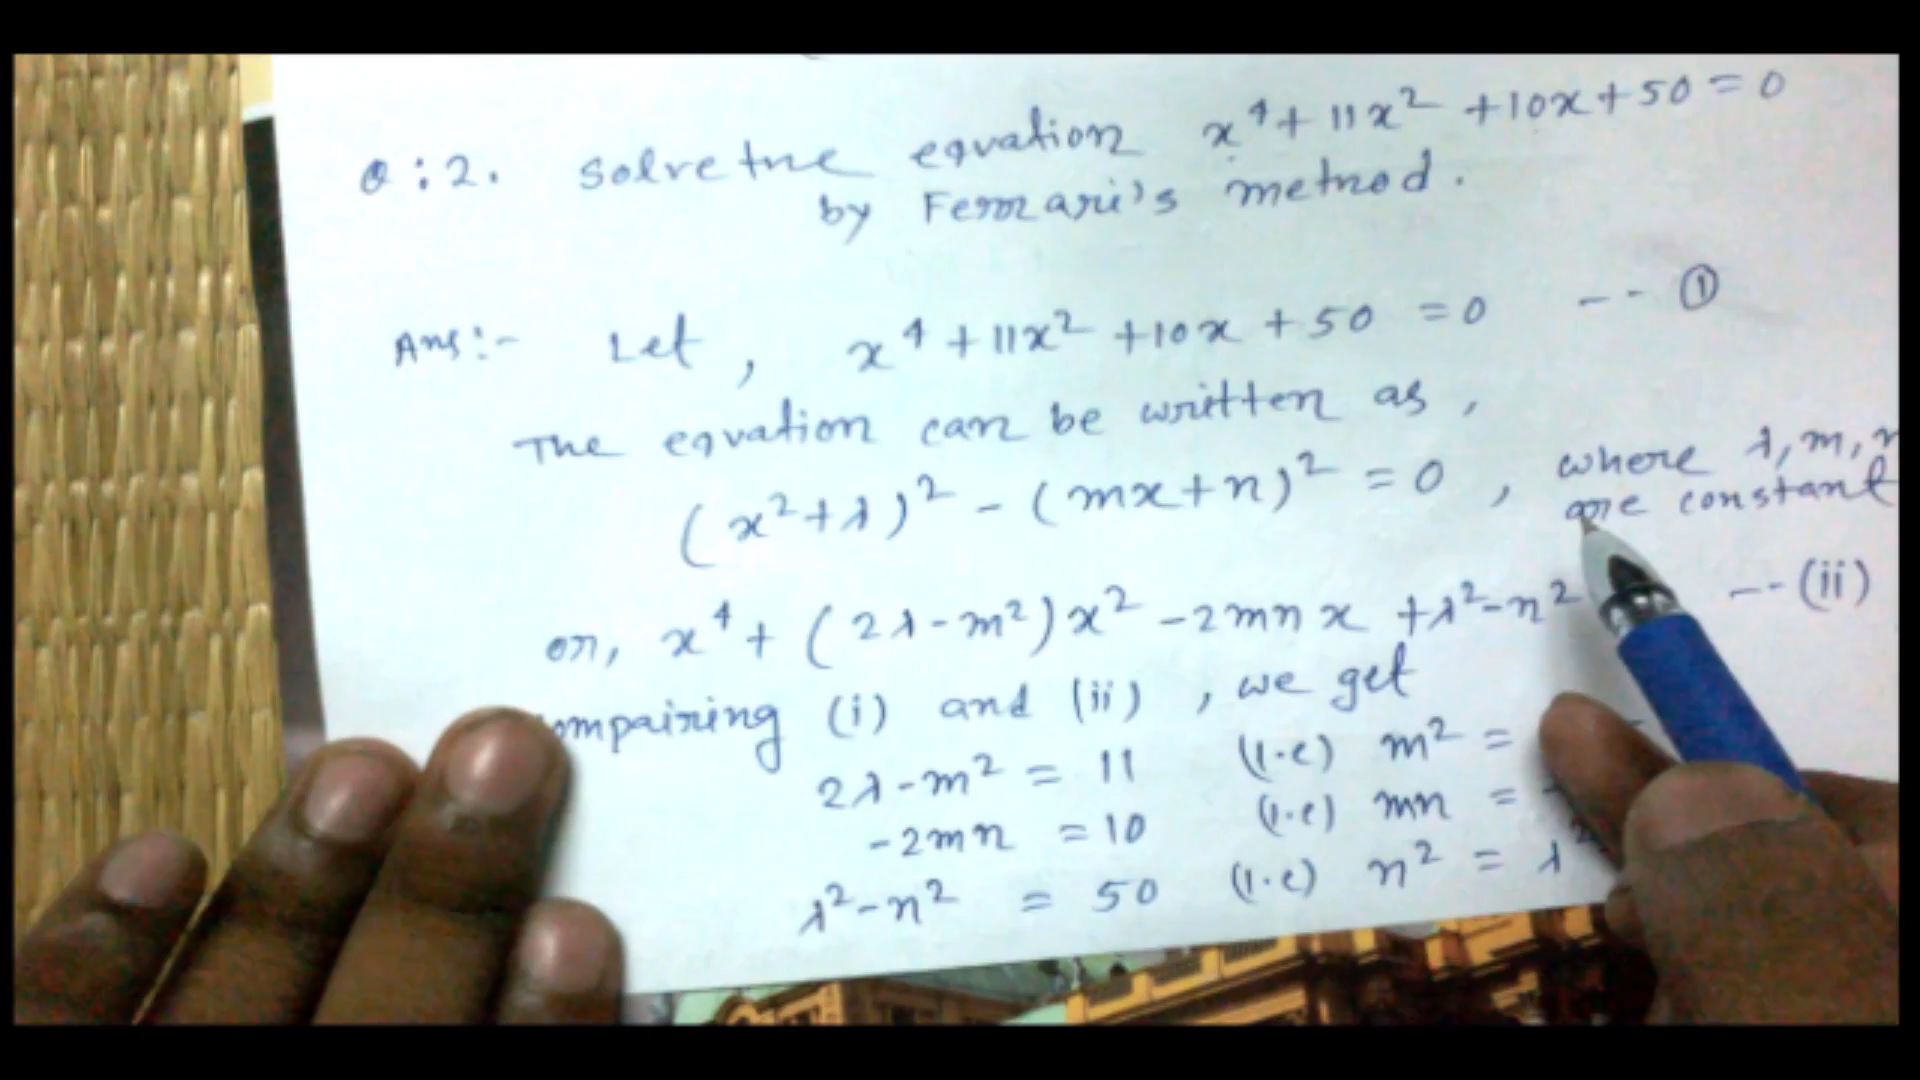 Q:2. Solve the equation x⁴+11x²+10x+50=0
by Ferrari's method.
Ans:- Let, x⁴+11x²+10x+50=0 --①
The equation can be written as,
(x²+λ)²-(mx+n)²=0, where λ, m, n
are constant
or, x⁴+(2λ-m²)x²-2mnx+λ²-n² --(ii)
ompairing (i) and (ii), we get
2λ-m²=11 (i.e) m²=
-2mn=10 (i.e) mn=
λ²-n²=50 (i.e) n²=λ²